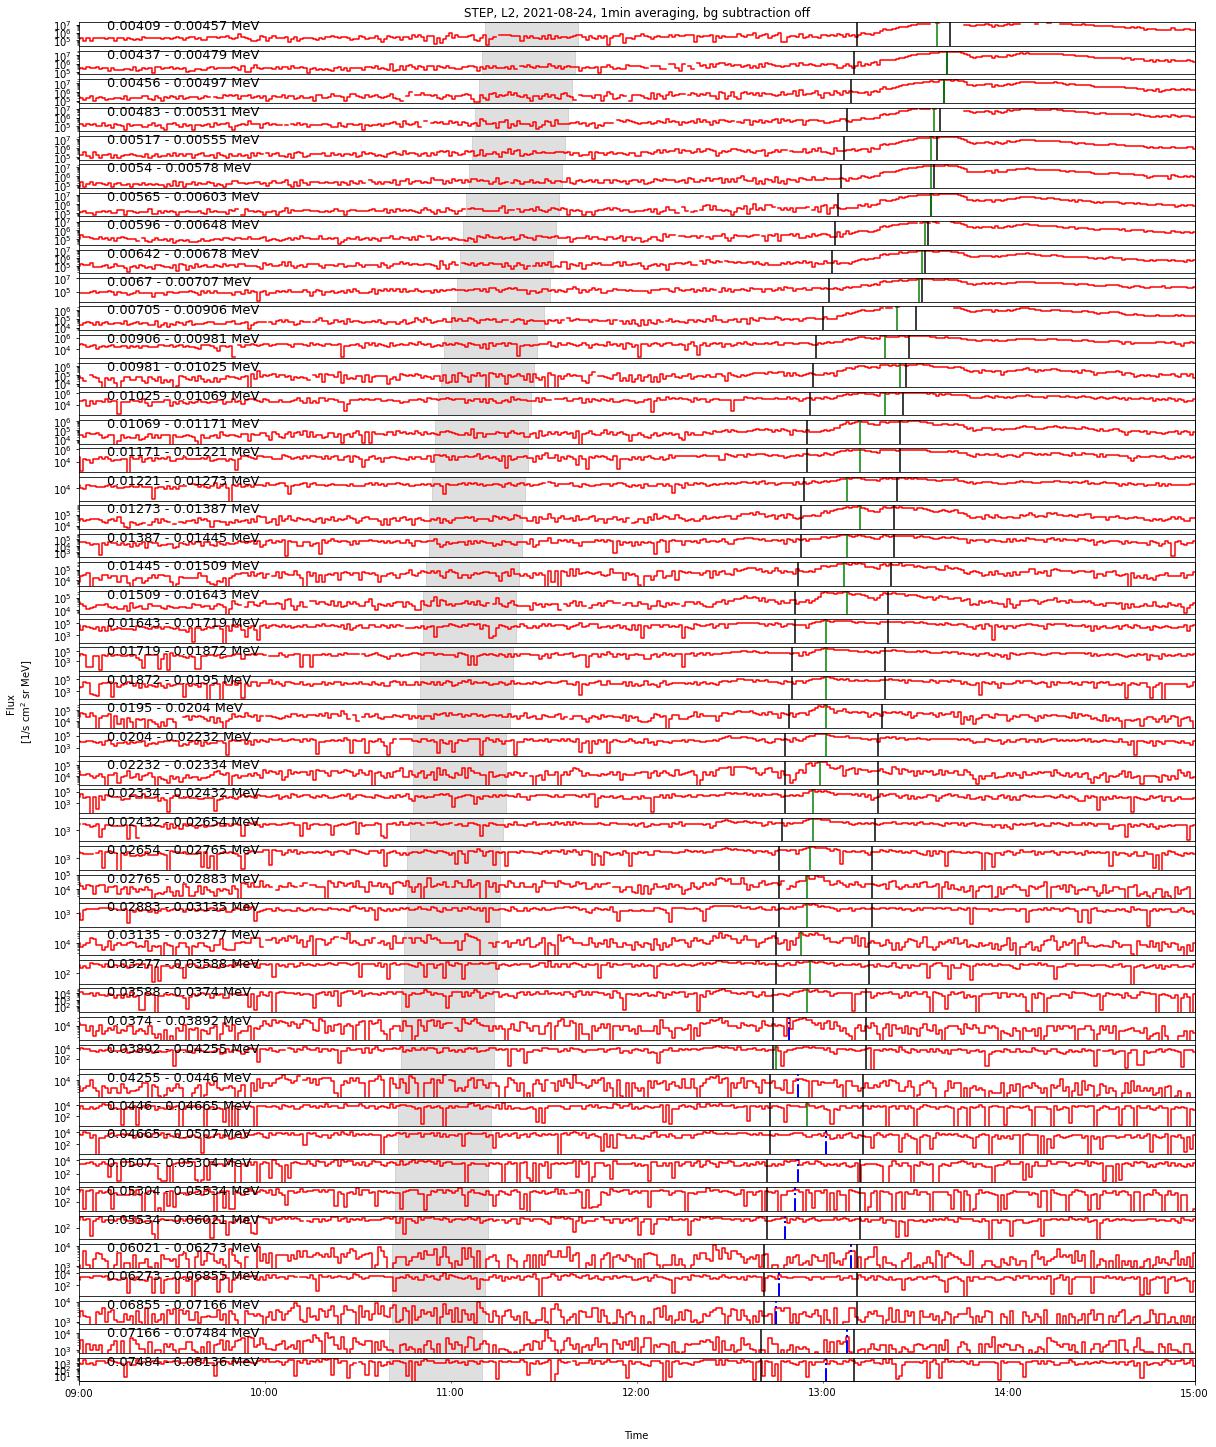 STEP, L2, 2021-08-24, 1min averaging, bg subtraction off
0.00409 - 0.00457 MeV
0.00437 - 0.00479 MeV
0.00456 - 0.00497 MeV
0.00483 - 0.00531 MeV
0.00517 - 0.00555 MeV
0.0054 - 0.00578 MeV
0.00565 - 0.00603 MeV
0.00596 - 0.00648 MeV
0.00642 - 0.00678 MeV
0.0067 - 0.00707 MeV
0.00705 - 0.00906 MeV
0.00906 - 0.00981 MeV
0.00981 - 0.01025 MeV
0.01025 - 0.01069 MeV
0.01069 - 0.01171 MeV
0.01171 - 0.01221 MeV
0.01221 - 0.01273 MeV
0.01273 - 0.01387 MeV
0.01387 - 0.01445 MeV
0.01445 - 0.01509 MeV
0.01509 - 0.01643 MeV
0.01643 - 0.01719 MeV
0.01719 - 0.01872 MeV
0.01872 - 0.0195 MeV
0.0195 - 0.0204 MeV
0.0204 - 0.02232 MeV
0.02232 - 0.02334 MeV
0.02334 - 0.02432 MeV
0.02432 - 0.02654 MeV
0.02654 - 0.02765 MeV
0.02765 - 0.02883 MeV
0.02883 - 0.03135 MeV
0.03135 - 0.03277 MeV
0.03277 - 0.03588 MeV
0.03588 - 0.0374 MeV
0.0374 - 0.03892 MeV
0.03892 - 0.04255 MeV
0.04255 - 0.0446 MeV
0.0446 - 0.04665 MeV
0.04665 - 0.0507 MeV
0.0507 - 0.05304 MeV
0.05304 - 0.05534 MeV
0.05534 - 0.06021 MeV
0.06021 - 0.06273 MeV
0.06273 - 0.06855 MeV
0.06855 - 0.07166 MeV
0.07166 - 0.07484 MeV
0.07484 - 0.08136 MeV
Flux
[1/s cm² sr MeV]
09:00 10:00 11:00 12:00 13:00 14:00 15:00
Time